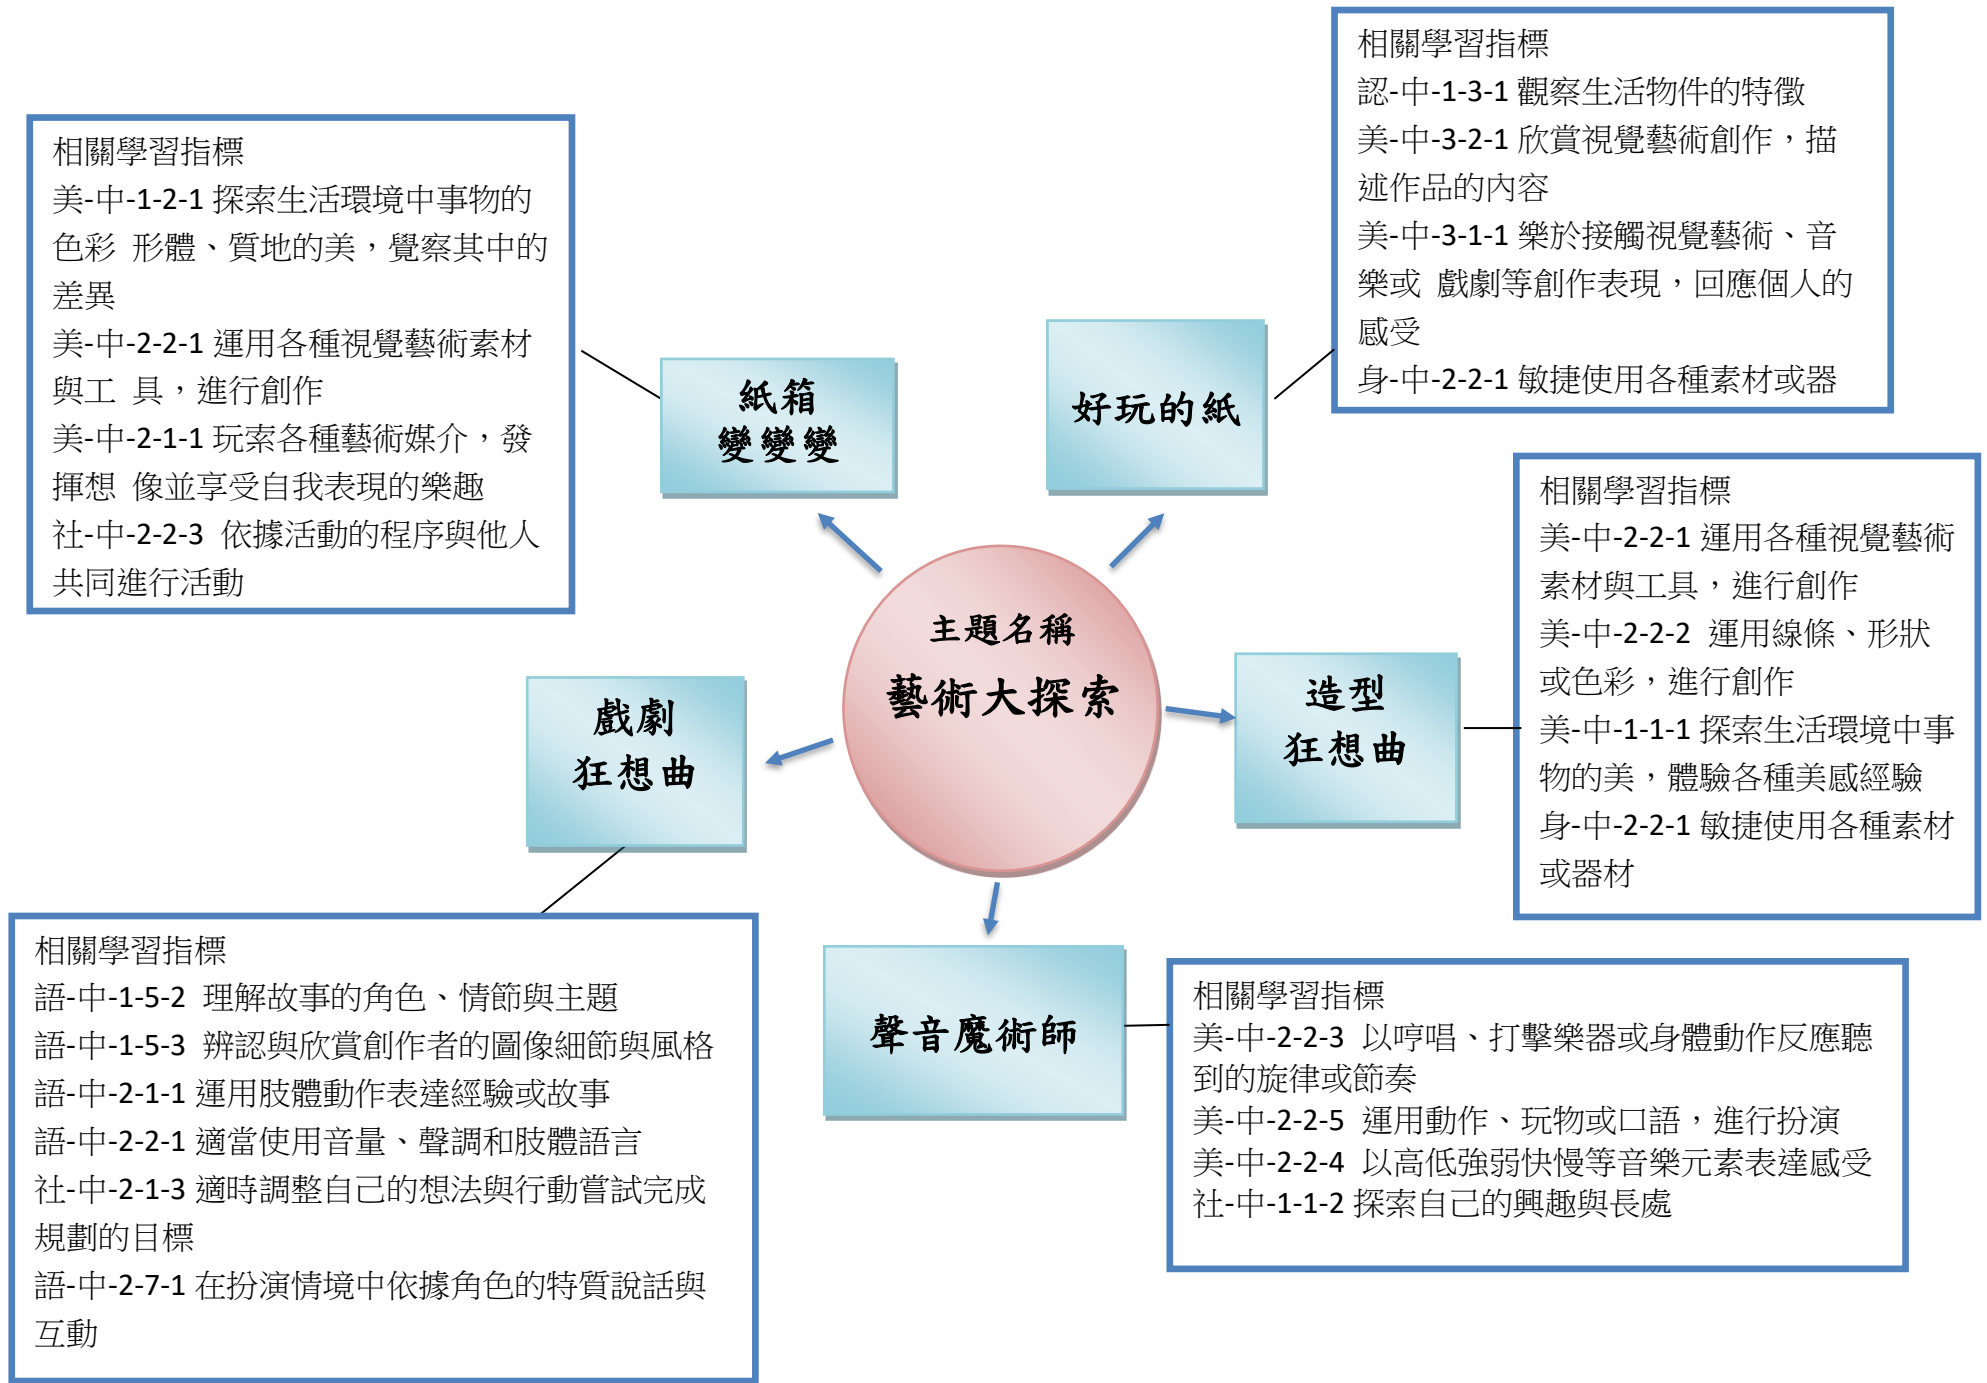 相關學習指標
認-中-1-3-1 觀察生活物件的特徵
美-中-3-2-1 欣賞視覺藝術創作，描
述作品的內容
美-中-3-1-1 樂於接觸視覺藝術、音
樂或 戲劇等創作表現，回應個人的
感受
身-中-2-2-1 敏捷使用各種素材或器
相關學習指標
美-中-1-2-1 探索生活環境中事物的
色彩 形體、質地的美，覺察其中的
差異
美-中-2-2-1 運用各種視覺藝術素材
與工 具，進行創作
美-中-2-1-1 玩索各種藝術媒介，發
揮想 像並享受自我表現的樂趣
社-中-2-2-3 依據活動的程序與他人
共同進行活動
紙箱
變變變
好玩的紙
相關學習指標
美-中-2-2-1 運用各種視覺藝術
素材與工具，進行創作
美-中-2-2-2 運用線條、形狀
或色彩，進行創作
美-中-1-1-1 探索生活環境中事
物的美，體驗各種美感經驗
身-中-2-2-1 敏捷使用各種素材
或器材
主題名稱
藝術大探索
造型
狂想曲
戲劇
狂想曲
聲音魔術師
相關學習指標
語-中-1-5-2 理解故事的角色、情節與主題
語-中-1-5-3 辨認與欣賞創作者的圖像細節與風格
語-中-2-1-1 運用肢體動作表達經驗或故事
語-中-2-2-1 適當使用音量、聲調和肢體語言
社-中-2-1-3 適時調整自己的想法與行動嘗試完成
規劃的目標
語-中-2-7-1 在扮演情境中依據角色的特質說話與
互動
相關學習指標
美-中-2-2-3 以哼唱、打擊樂器或身體動作反應聽
到的旋律或節奏
美-中-2-2-5 運用動作、玩物或口語，進行扮演
美-中-2-2-4 以高低強弱快慢等音樂元素表達感受
社-中-1-1-2 探索自己的興趣與長處